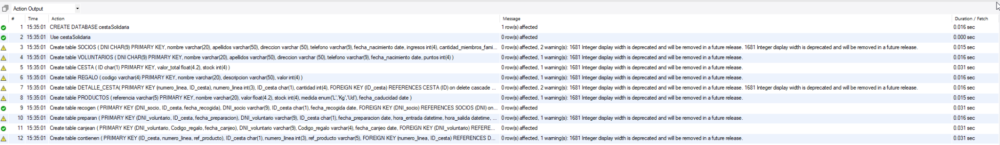 Action Output
# Time Action Message Duration / Fetch
1 15:35:01 CREATE DATABASE cestaSolidaria 1 row(s) affected 0.016 sec
2 15:35:01 Use cestaSolidaria 0 row(s) affected 0.000 sec
3 15:35:01 Create table SOCIOS ( DNI CHAR(9) PRIMARY KEY, nombre varchar(20), apellidos varchar(50), direccion varchar (50), telefono varchar(9), fecha_nacimiento date, ingresos int(4), cantidad_miembros_fami... 0 row(s) affected, 2 warning(s): 1681 Integer display width is deprecated and will be removed in a future release. 1681 Integer display width is deprecated and will be removed in a future release. 0.015 sec
4 15:35:01 Create table VOLUNTARIOS ( DNI CHAR(9) PRIMARY KEY, nombre varchar(20), apellidos varchar(50), direccion varchar (50), telefono varchar(9), fecha_nacimiento date, puntos int(4) ) 0 row(s) affected, 1 warning(s): 1681 Integer display width is deprecated and will be removed in a future release. 0.016 sec
5 15:35:01 Create table CESTA ( ID char(1) PRIMARY KEY, valor_total float(4.2), stock int(4) ) 0 row(s) affected, 1 warning(s): 1681 Integer display width is deprecated and will be removed in a future release. 0.031 sec
6 15:35:01 Create table REGALO ( codigo varchar(4) PRIMARY KEY, nombre varchar(20), descripcion varchar(50), valor int(4) ) 0 row(s) affected, 1 warning(s): 1681 Integer display width is deprecated and will be removed in a future release. 0.016 sec
7 15:35:01 Create table DETALLE_CESTA( PRIMARY KEY (numero_linea, ID_cesta), numero_linea int(3), ID_cesta char(1), cantidad int(4), FOREIGN KEY (ID_cesta) REFERENCES CESTA (ID) on delete cascade ... 0 row(s) affected, 2 warning(s): 1681 Integer display width is deprecated and will be removed in a future release. 1681 Integer display width is deprecated and will be removed in a future release. 0.016 sec
8 15:35:01 Create table PRODUCTOS ( referencia varchar(5) PRIMARY KEY, nombre varchar(20), valor float(4.2), stock int(4), medida enum('L','Kg','Ud'), fecha_caducidad date ) 0 row(s) affected, 1 warning(s): 1681 Integer display width is deprecated and will be removed in a future release. 0.015 sec
9 15:35:01 Create table recogen ( PRIMARY KEY (DNI_socio, ID_cesta, fecha_recogida), DNI_socio varchar(9), ID_cesta char(1), fecha_recogida date, FOREIGN KEY (DNI_socio) REFERENCES SOCIOS (DNI) on... 0 row(s) affected 0.031 sec
10 15:35:01 Create table preparan ( PRIMARY KEY (DNI_voluntario, ID_cesta, fecha_preparacion), DNI_voluntario varchar(9), ID_cesta char(1), fecha_preparacion date, hora_entrada datetime, hora_salida datetime, ... 0 row(s) affected, 1 warning(s): 1681 Integer display width is deprecated and will be removed in a future release. 0.016 sec
11 15:35:01 Create table canjean ( PRIMARY KEY (DNI_voluntario, Codigo_regalo, fecha_canjeo), DNI_voluntario varchar(9), Codigo_regalo varchar(4), fecha_canjeo date, FOREIGN KEY (DNI_voluntario) REFERE... 0 row(s) affected 0.031 sec
12 15:35:01 Create table contienen ( PRIMARY KEY (ID_cesta, numero_linea, ref_producto), ID_cesta char(1), numero_linea int(3), ref_producto varchar(5), FOREIGN KEY (numero_linea, ID_cesta) REFERENCES D... 0 row(s) affected, 1 warning(s): 1681 Integer display width is deprecated and will be removed in a future release. 0.031 sec